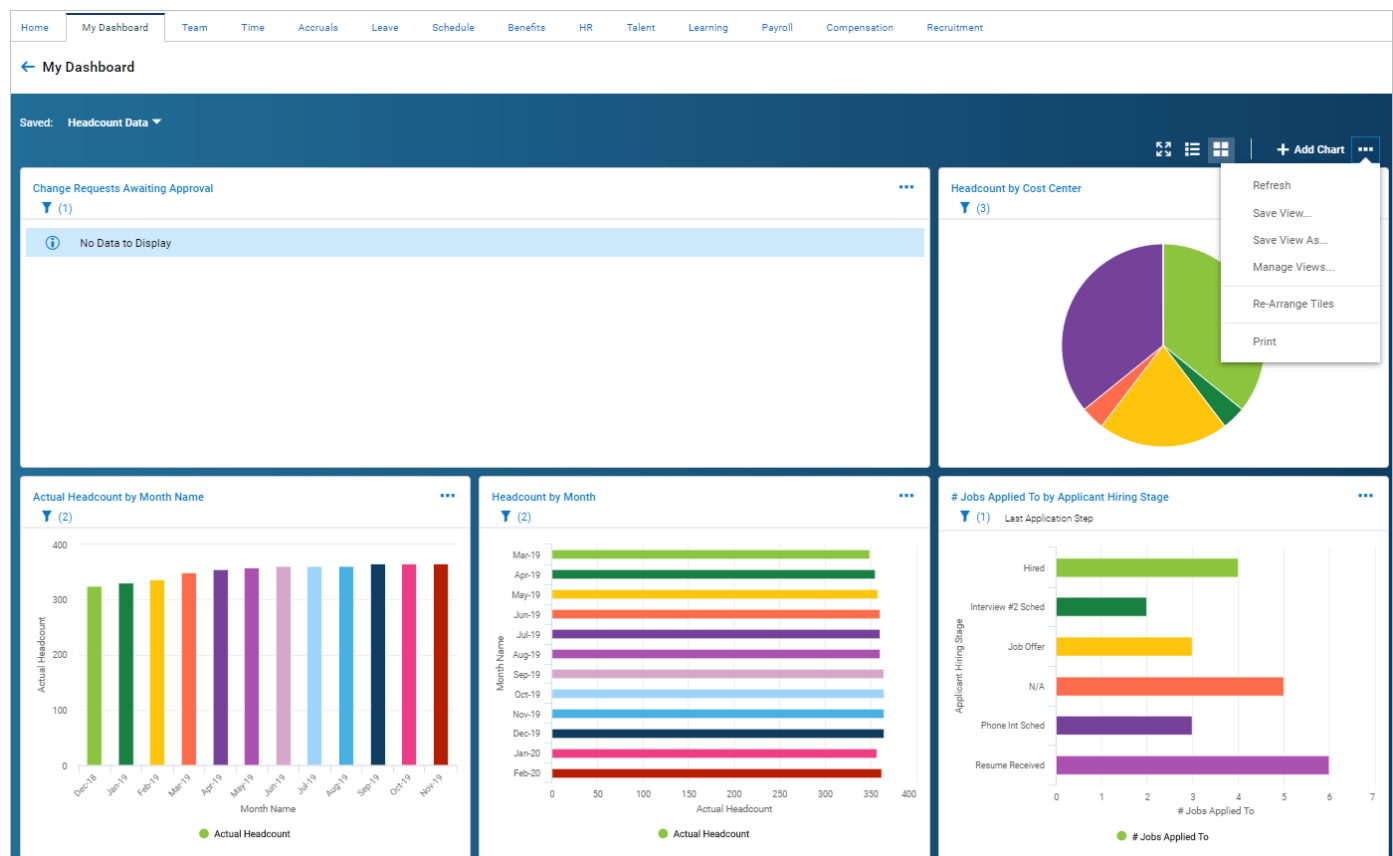 Home My Dashboard Team Time Accruals Leave Schedule Benefits HR Talent Learning Payroll Compensation Recruitment
My Dashboard
Saved: Headcount Data
Add Chart
Refresh
Save View...
Save View As...
Manage Views...
Re-Arrange Tiles
Print
Change Requests Awaiting Approval
(1)
No Data to Display
Headcount by Cost Center
(3)
Actual Headcount by Month Name
(2)
400
300
200
100
0
Actual Headcount
Dec-18 Jan-19 Feb-19 Mar-19 Apr-19 May-19 Jun-19 Jul-19 Aug-19 Sep-19 Oct-19 Nov-19
Month Name
Actual Headcount
Headcount by Month
(2)
Month Name
Mar-19
Apr-19
May-19
Jun-19
Jul-19
Aug-19
Sep-19
Oct-19
Nov-19
Dec-19
Jan-20
Feb-20
0 50 100 150 200 250 300 350 400
Actual Headcount
Actual Headcount
# Jobs Applied To by Applicant Hiring Stage
(1) Last Application Step
Applicant Hiring Stage
Hired
Interview #2 Sched
Job Offer
N/A
Phone Int Sched
Resume Received
0 1 2 3 4 5 6 7
# Jobs Applied To
# Jobs Applied To